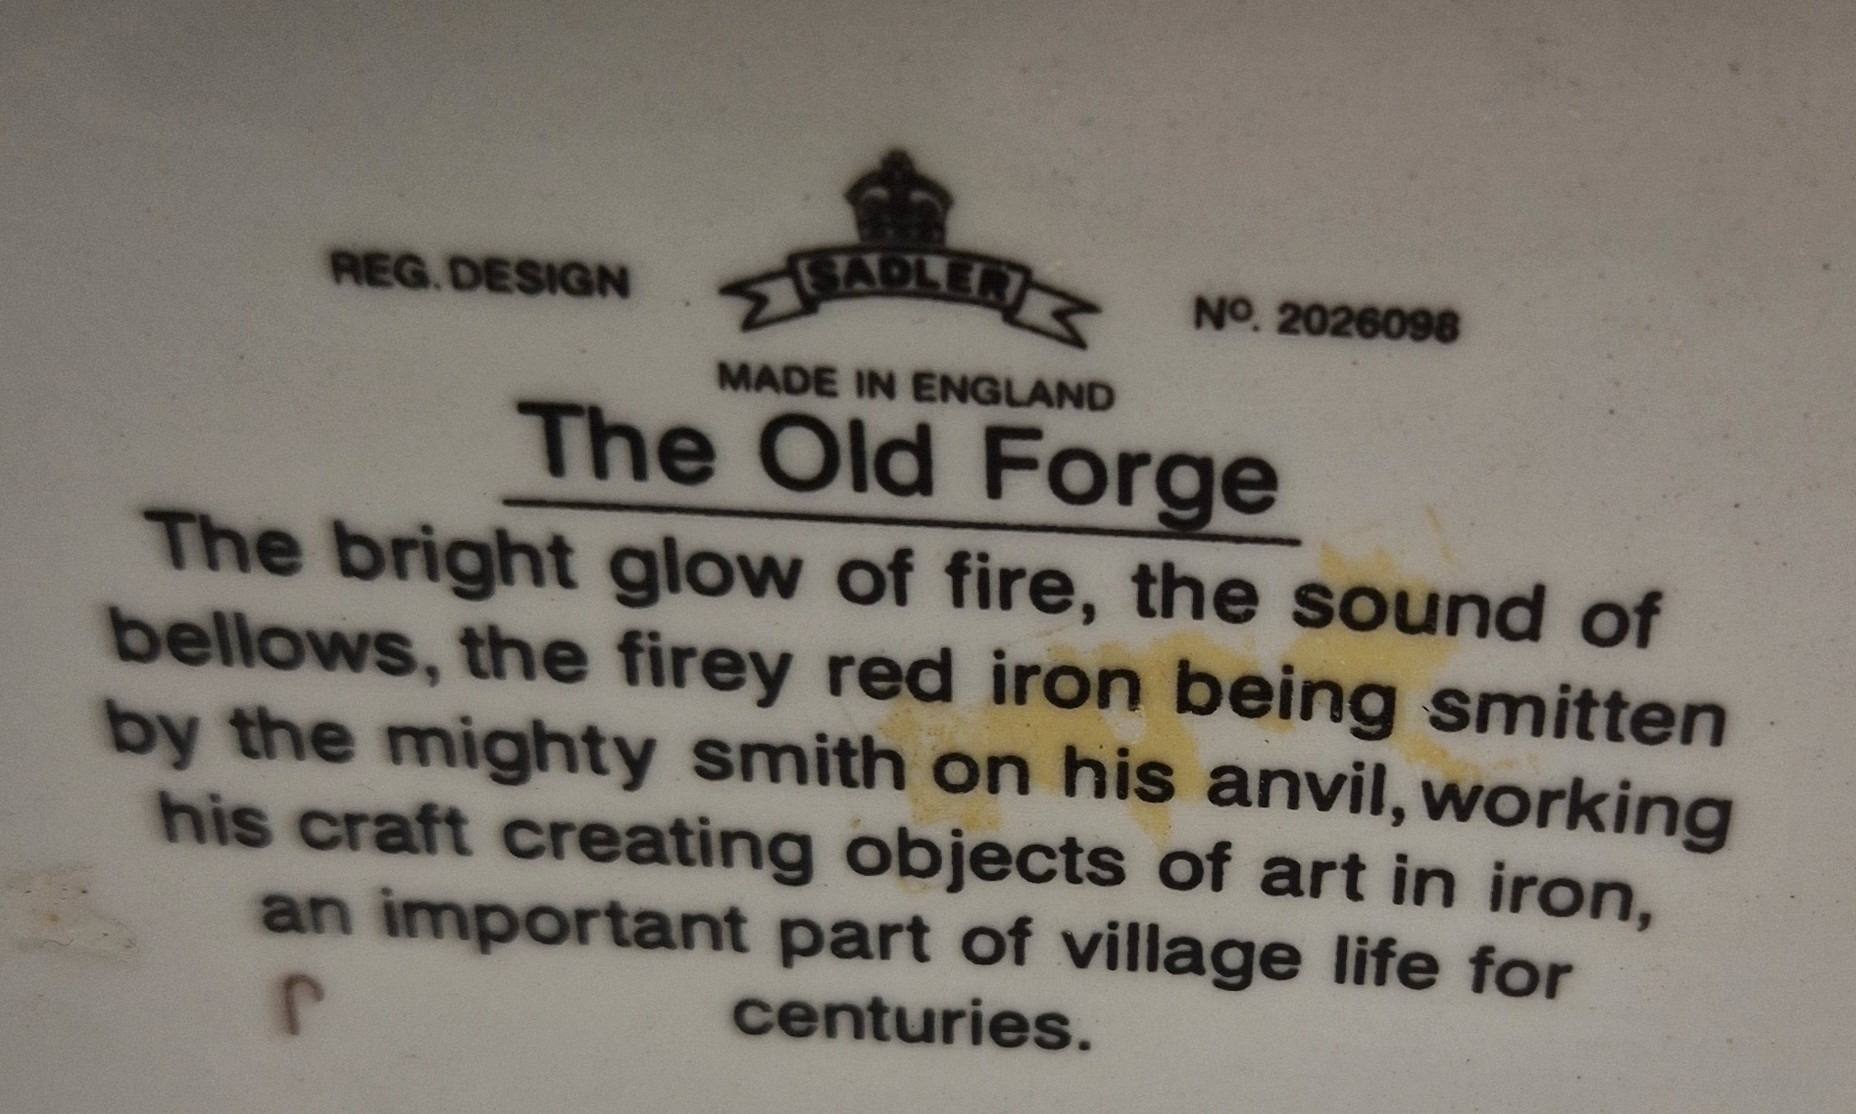 REG. DESIGN SADLER Nº. 2026098
MADE IN ENGLAND
The Old Forge
The bright glow of fire, the sound of
bellows, the firey red iron being smitten
by the mighty smith on his anvil, working
his craft creating objects of art in iron,
an important part of village life for
centuries.